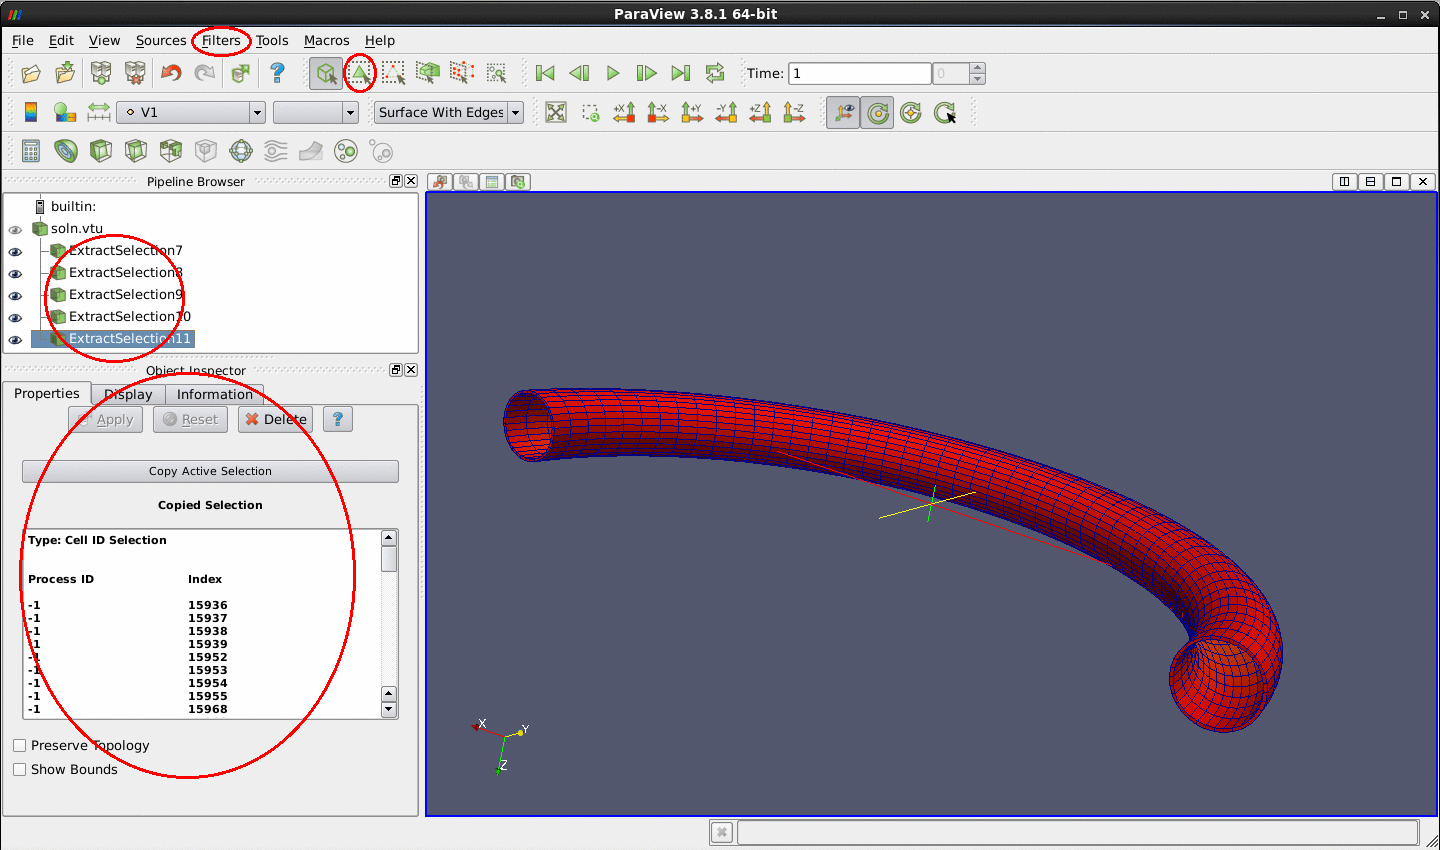 ParaView 3.8.1 64-bit
File Edit View Sources Filters Tools Macros Help
Time: 1 0
V1 Surface With Edges +X -X +Y -Y +Z -Z
Pipeline Browser
builtin:
soln.vtu
ExtractSelection7
ExtractSelection8
ExtractSelection9
ExtractSelection10
ExtractSelection11
Object Inspector
Properties Display Information
Apply Reset Delete ?
Copy Active Selection
Copied Selection
Type: Cell ID Selection
Process ID Index
-1 15936
-1 15937
-1 15938
-1 15939
-1 15952
-1 15953
-1 15954
-1 15955
-1 15968
Preserve Topology
Show Bounds
X Y
Z